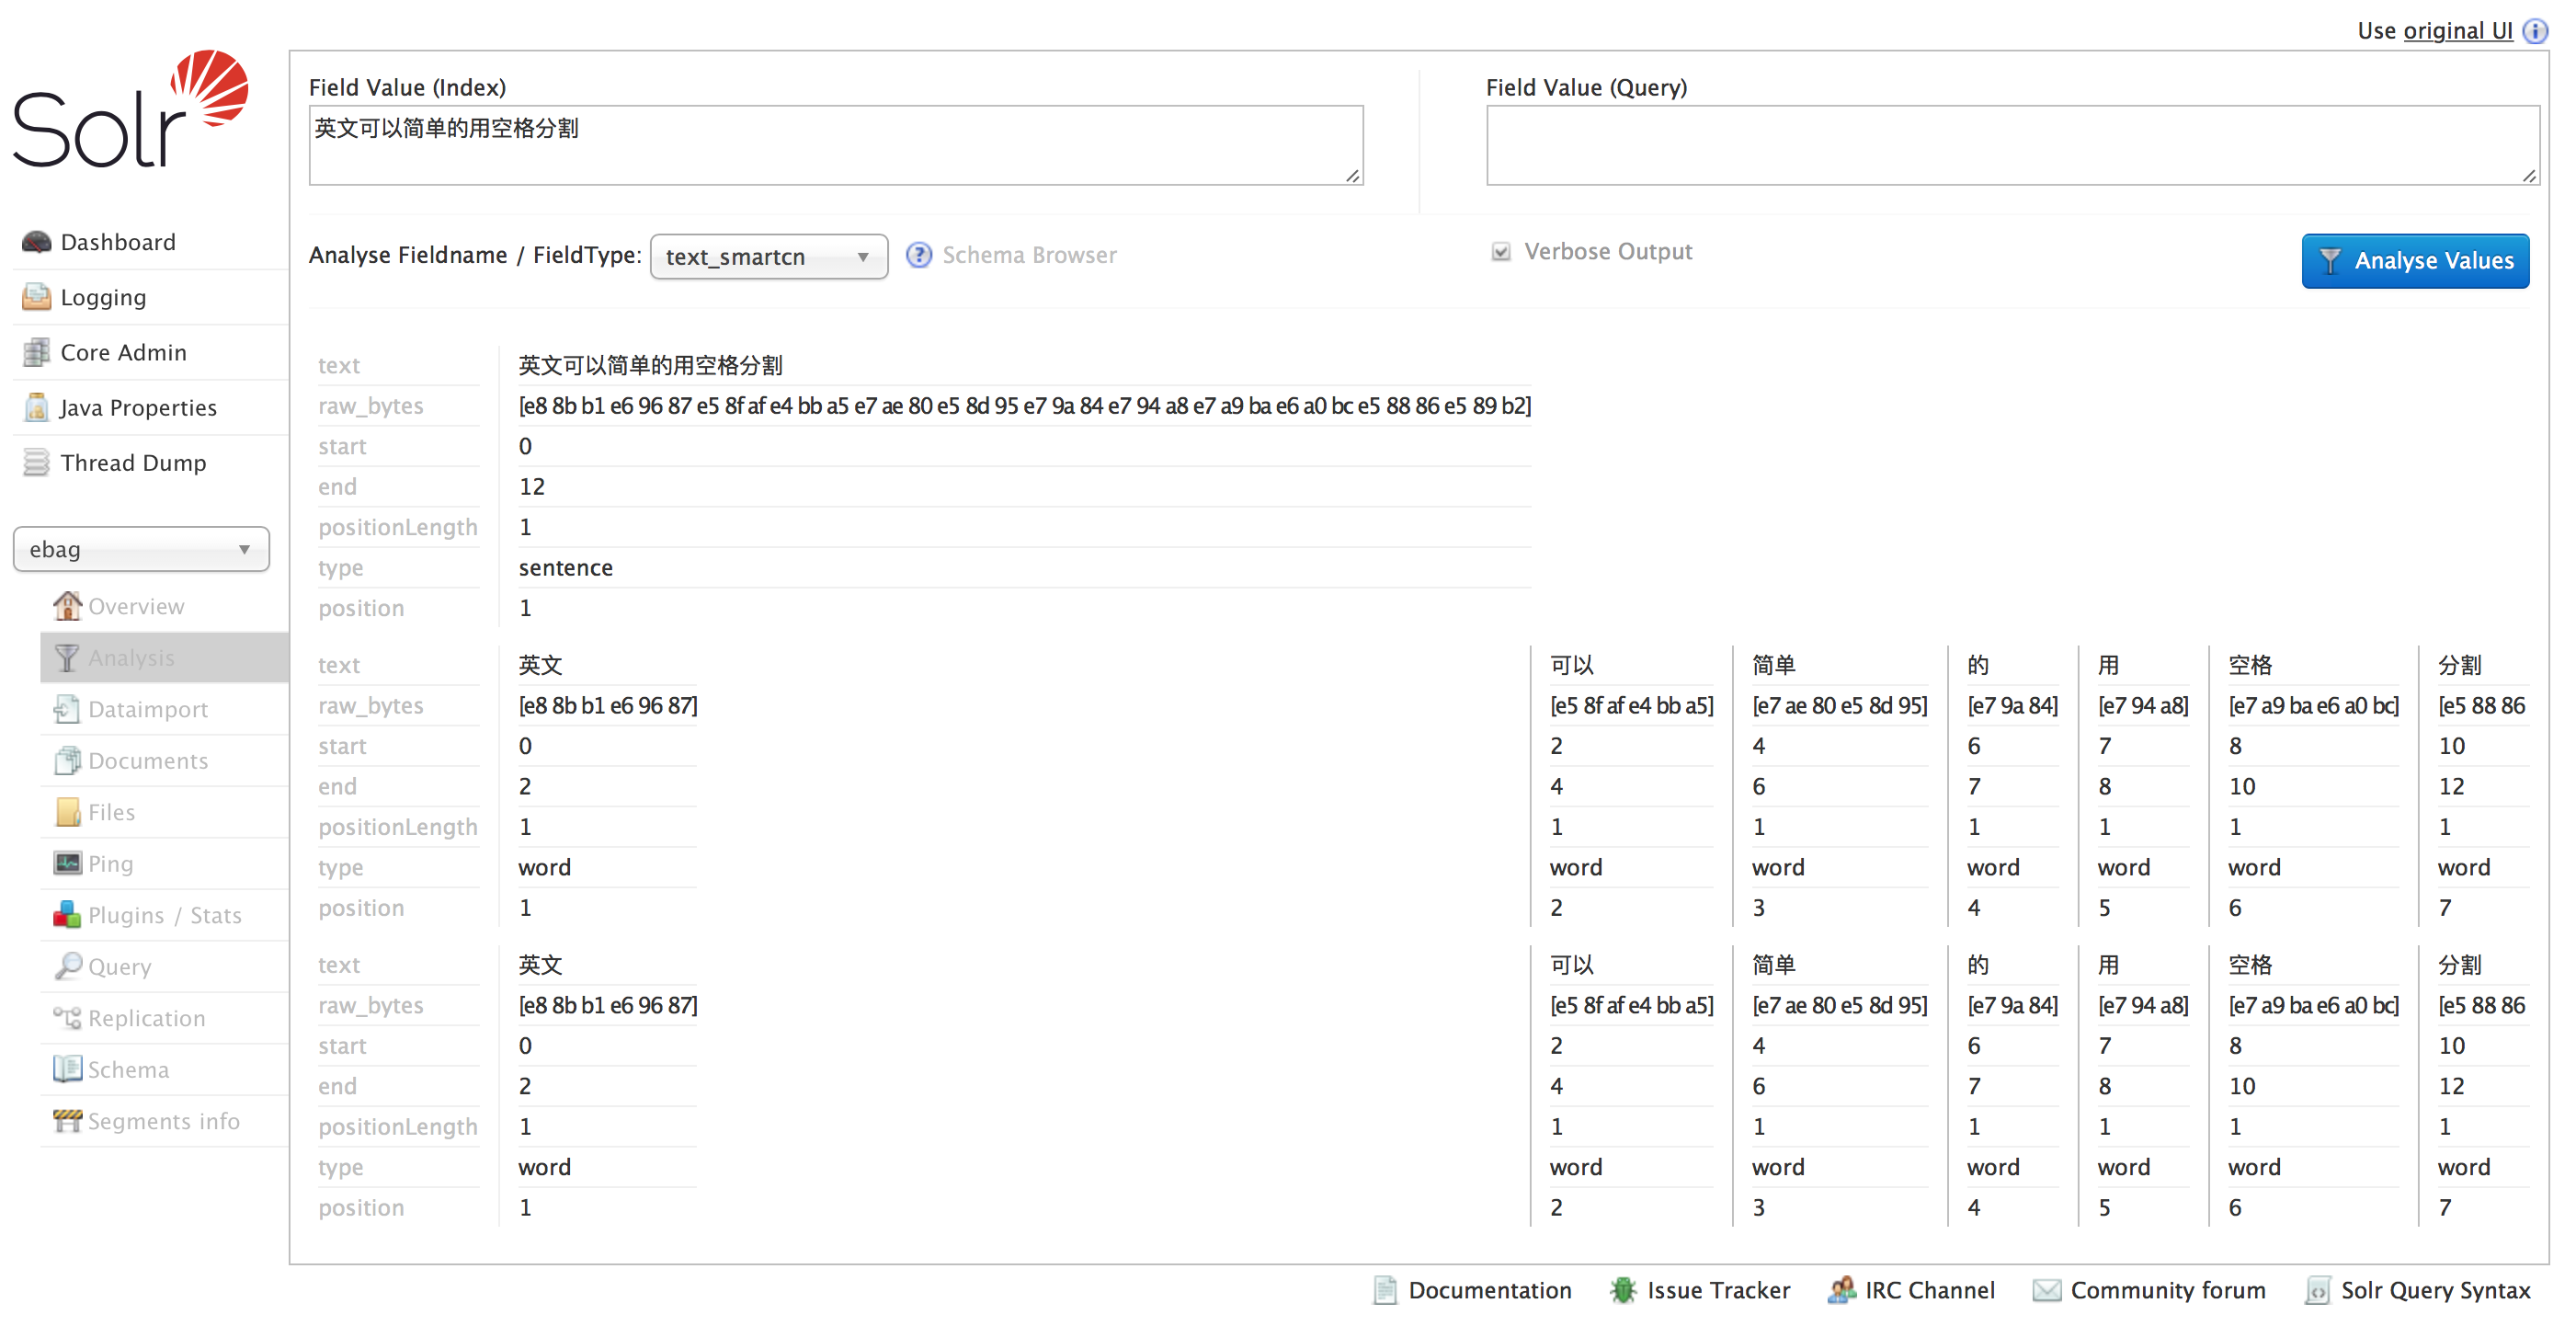 Use original UI
Solr
Field Value (Index)
Field Value (Query)
英文可以简单的用空格分割
Analyse Fieldname / FieldType: text_smartcn Schema Browser Verbose Output Analyse Values
Dashboard
Logging
Core Admin
Java Properties
Thread Dump
ebag
Overview
Analysis
Dataimport
Documents
Files
Ping
Plugins / Stats
Query
Replication
Schema
Segments info
text 英文可以简单的用空格分割
raw_bytes [e8 8b b1 e6 96 87 e5 8f af e4 bb a5 e7 ae 80 e5 8d 95 e7 9a 84 e7 94 a8 e7 a9 ba e6 a0 bc e5 88 86 e5 89 b2]
start 0
end 12
positionLength 1
type sentence
position 1
text 英文 可以 简单 的 用 空格 分割
raw_bytes [e8 8b b1 e6 96 87] [e5 8f af e4 bb a5] [e7 ae 80 e5 8d 95] [e7 9a 84] [e7 94 a8] [e7 a9 ba e6 a0 bc] [e5 88 86
start 0 2 4 6 7 8 10
end 2 4 6 7 8 10 12
positionLength 1 1 1 1 1 1 1
type word word word word word word word
position 1 2 3 4 5 6 7
text 英文 可以 简单 的 用 空格 分割
raw_bytes [e8 8b b1 e6 96 87] [e5 8f af e4 bb a5] [e7 ae 80 e5 8d 95] [e7 9a 84] [e7 94 a8] [e7 a9 ba e6 a0 bc] [e5 88 86
start 0 2 4 6 7 8 10
end 2 4 6 7 8 10 12
positionLength 1 1 1 1 1 1 1
type word word word word word word word
position 1 2 3 4 5 6 7
Documentation Issue Tracker IRC Channel Community forum Solr Query Syntax